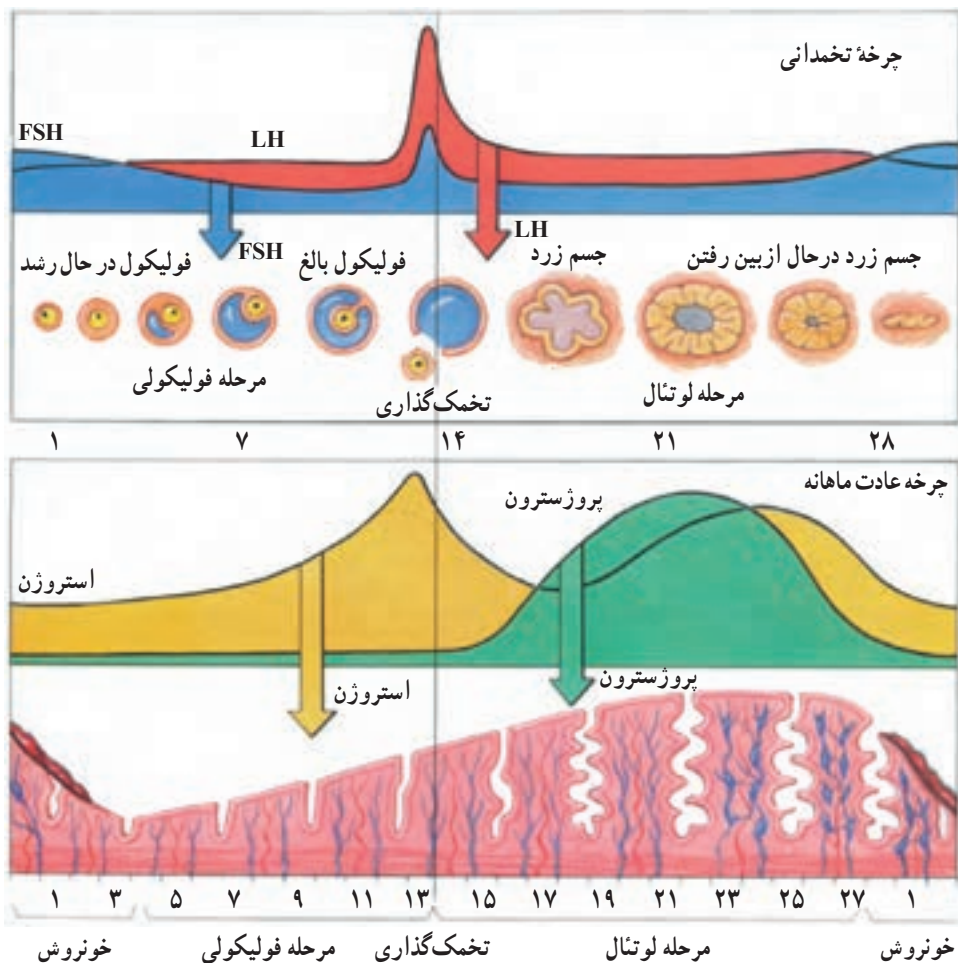 چرخهٔ تخمدانی
FSH
LH
FSH
LH
فولیکول در حال رشد
فولیکول بالغ
جسم زرد
جسم زرد درحال ازبین رفتن
مرحله فولیکولی
تخمک‌گذاری
مرحله لوتئال
۱ ۷ ۱۴ ۲۱ ۲۸
چرخه عادت ماهانه
استروژن
پروژسترون
استروژن
پروژسترون
۱ ۳ ۵ ۷ ۹ ۱۱ ۱۳ ۱۵ ۱۷ ۱۹ ۲۱ ۲۳ ۲۵ ۲۷ ۱
خونروش
مرحله فولیکولی
تخمک‌گذاری
مرحله لوتئال
خونروش